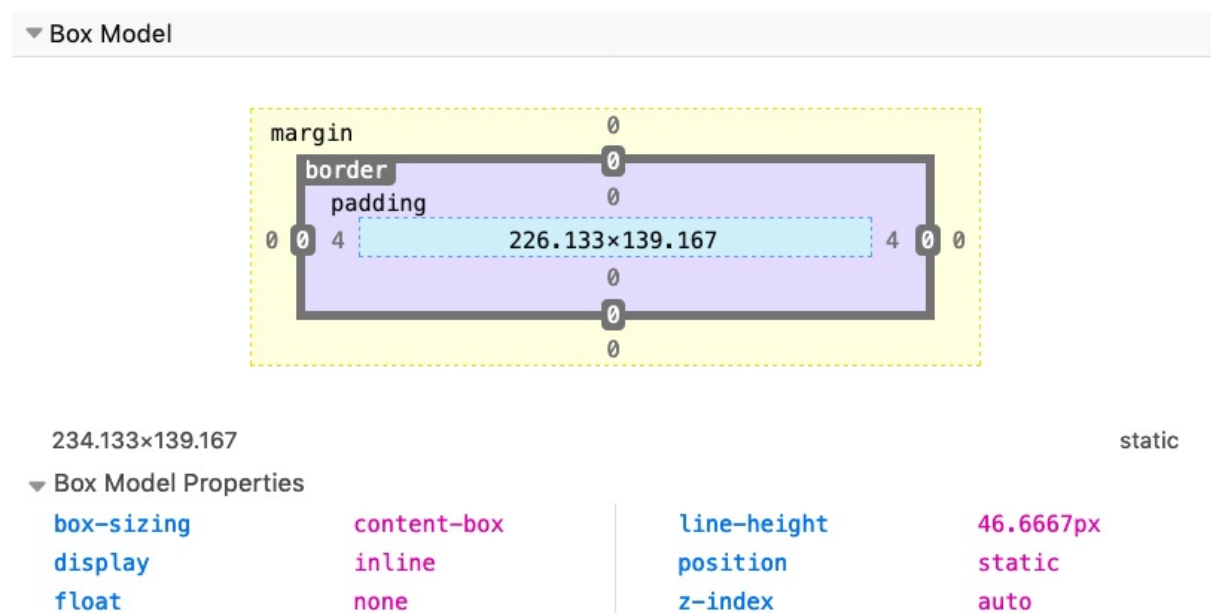 Box Model
margin 0
border 0
padding 0
0 0 4 226.133×139.167 4 0 0
0
0
0
234.133×139.167 static
Box Model Properties
box-sizing content-box line-height 46.6667px
display inline position static
float none z-index auto